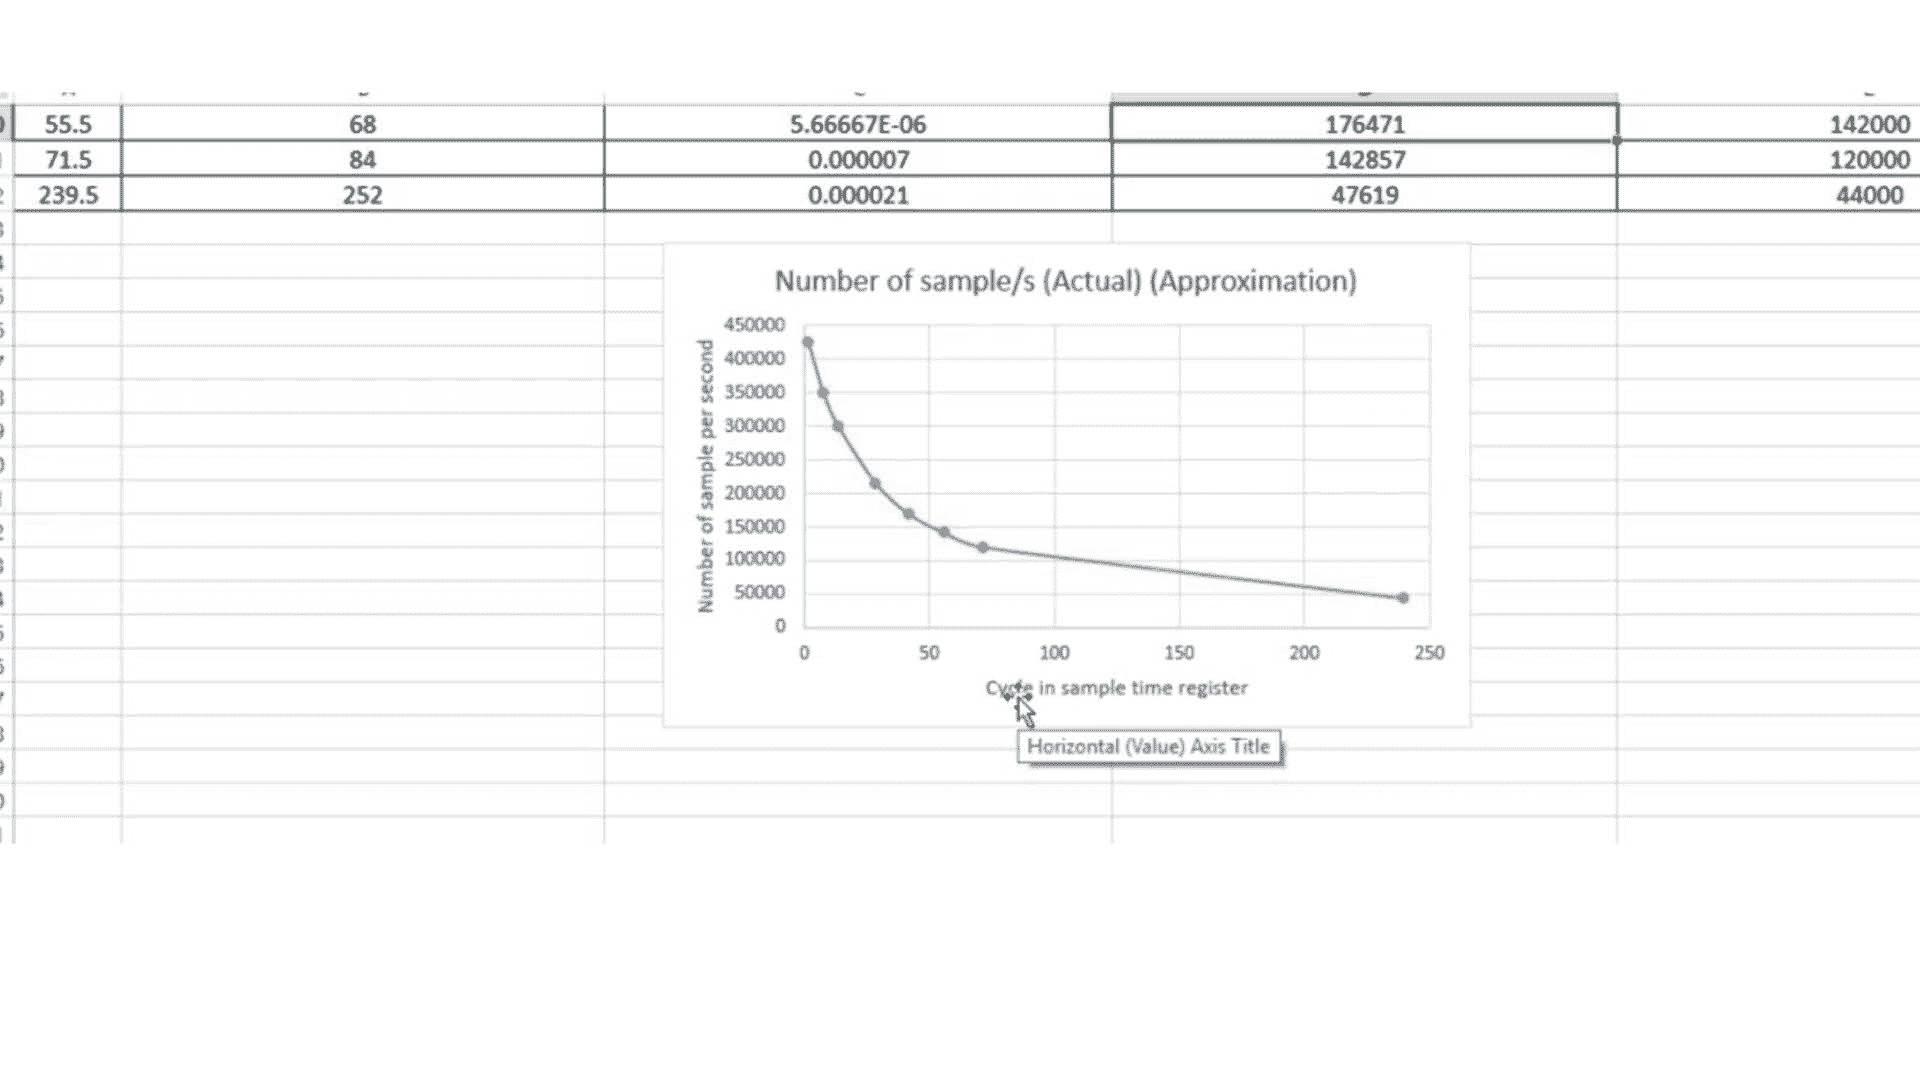 55.5 68 5.66667E-06 176471 142000
71.5 84 0.000007 142857 120000
239.5 252 0.000021 47619 44000
Number of sample/s (Actual) (Approximation)
Number of sample per second
450000
400000
350000
300000
250000
200000
150000
100000
50000
0
0 50 100 150 200 250
Cycle in sample time register
Horizontal (Value) Axis Title